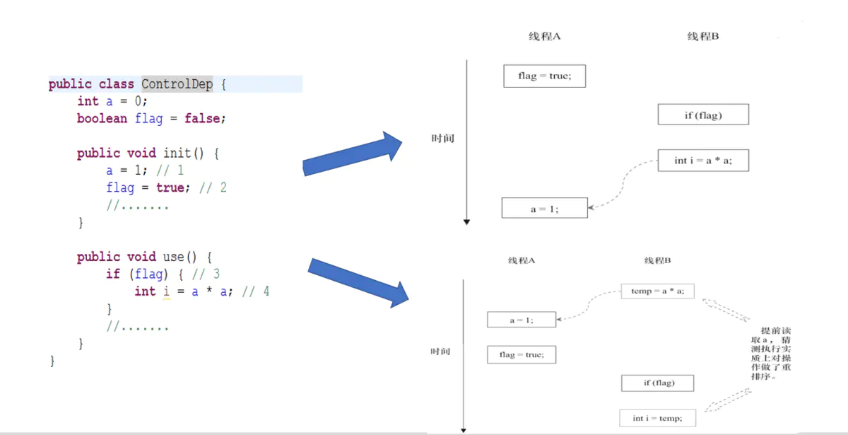 public class ControlDep {
int a = 0;
boolean flag = false;
public void init() {
a = 1; // 1
flag = true; // 2
//.......
}
public void use() {
if (flag) { // 3
int i = a * a; // 4
}
//.......
}
}
线程A
线程B
flag = true;
if (flag)
时间
int i = a * a;
a = 1;
线程A
线程B
temp = a * a;
a = 1;
时间
flag = true;
提前读
取a，猜
测执行实
质上对操
作做了重
排序。
if (flag)
int i = temp;